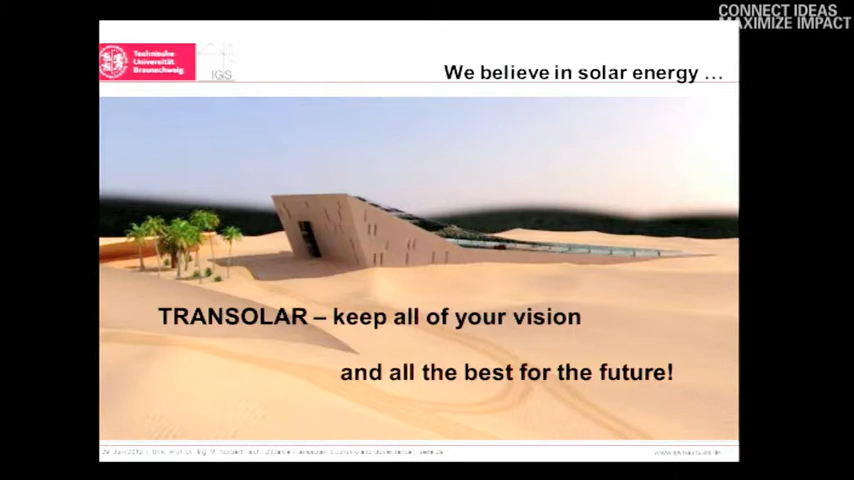 CONNECT IDEAS
MAXIMIZE IMPACT
Technische
Universität
Braunschweig
IGS
We believe in solar energy ...
TRANSOLAR – keep all of your vision
and all the best for the future!